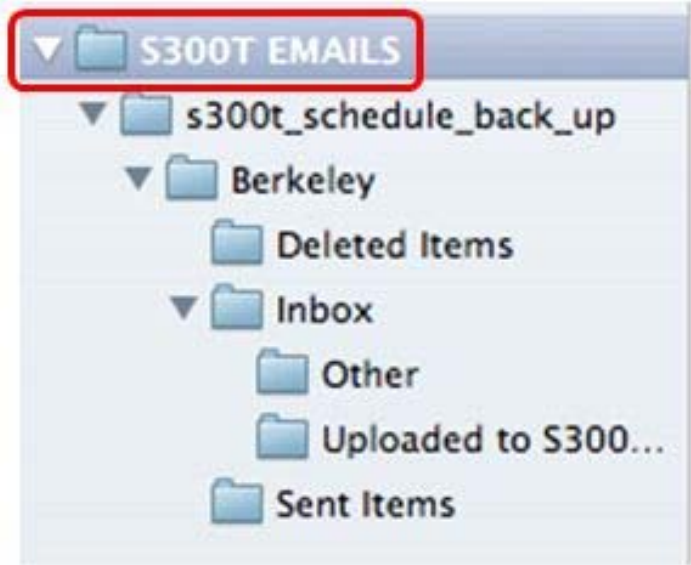 S300T EMAILS
s300t_schedule_back_up
Berkeley
Deleted Items
Inbox
Other
Uploaded to S300...
Sent Items